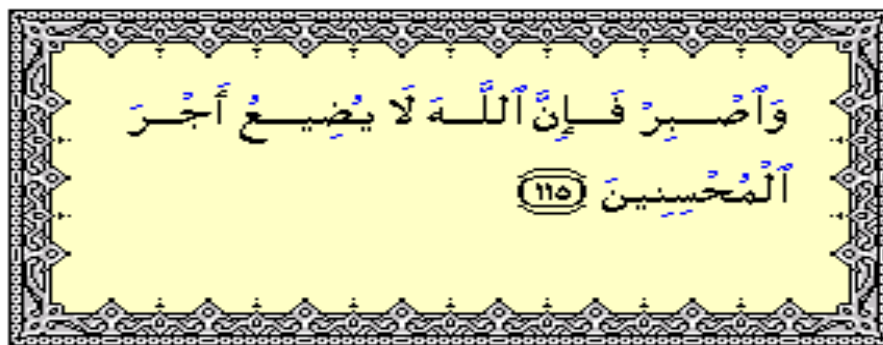 وَٱصْبِرْ فَإِنَّ ٱللَّهَ لَا يُضِيعُ أَجْرَ
ٱلْمُحْسِنِينَ ١١٥